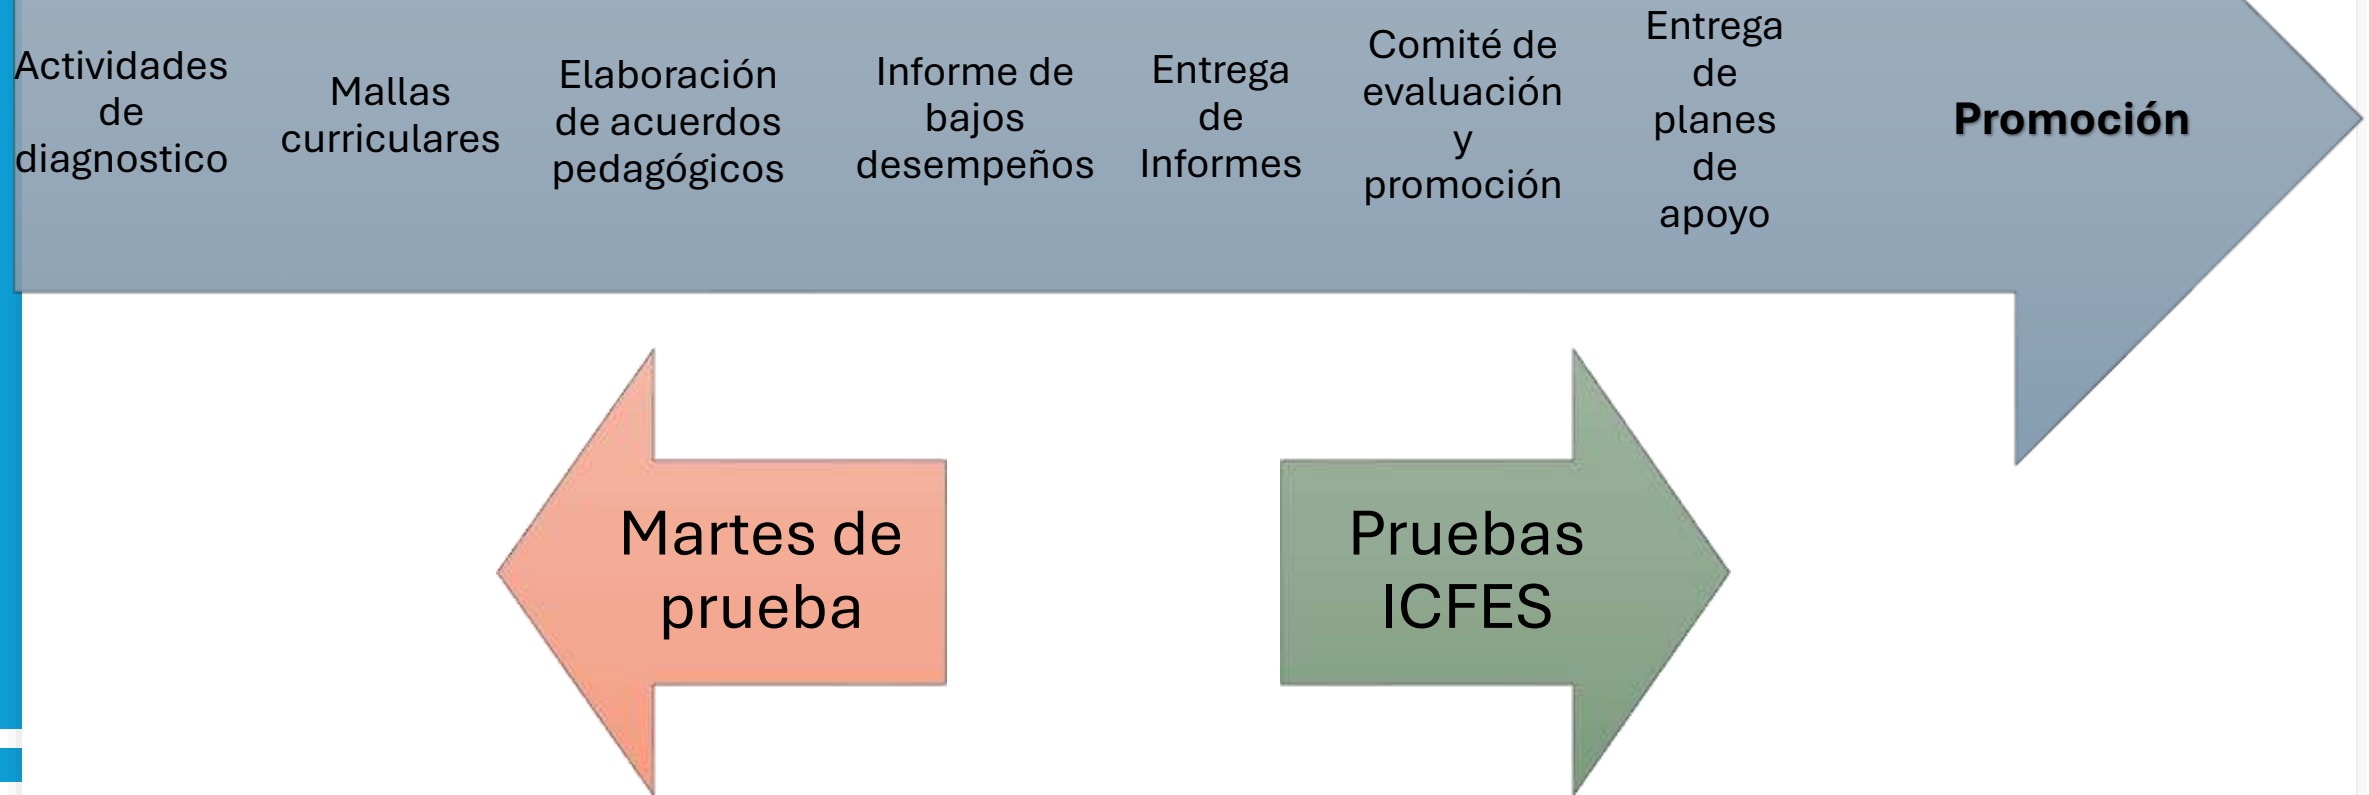 Actividades
de
diagnostico
Mallas
curriculares
Elaboración
de acuerdos
pedagógicos
Informe de
bajos
desempeños
Entrega
de
Informes
Comité de
evaluación
y
promoción
Entrega
de
planes
de
apoyo
Promoción
Martes de
prueba
Pruebas
ICFES